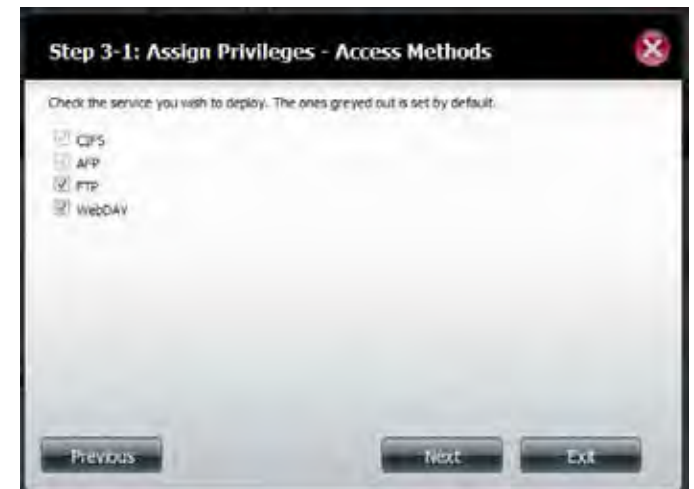 Step 3-1: Assign Privileges - Access Methods
Check the service you wish to deploy. The ones greyed out is set by default.
CIFS
AFP
FTP
WebDAV
Previous
Next
Exit